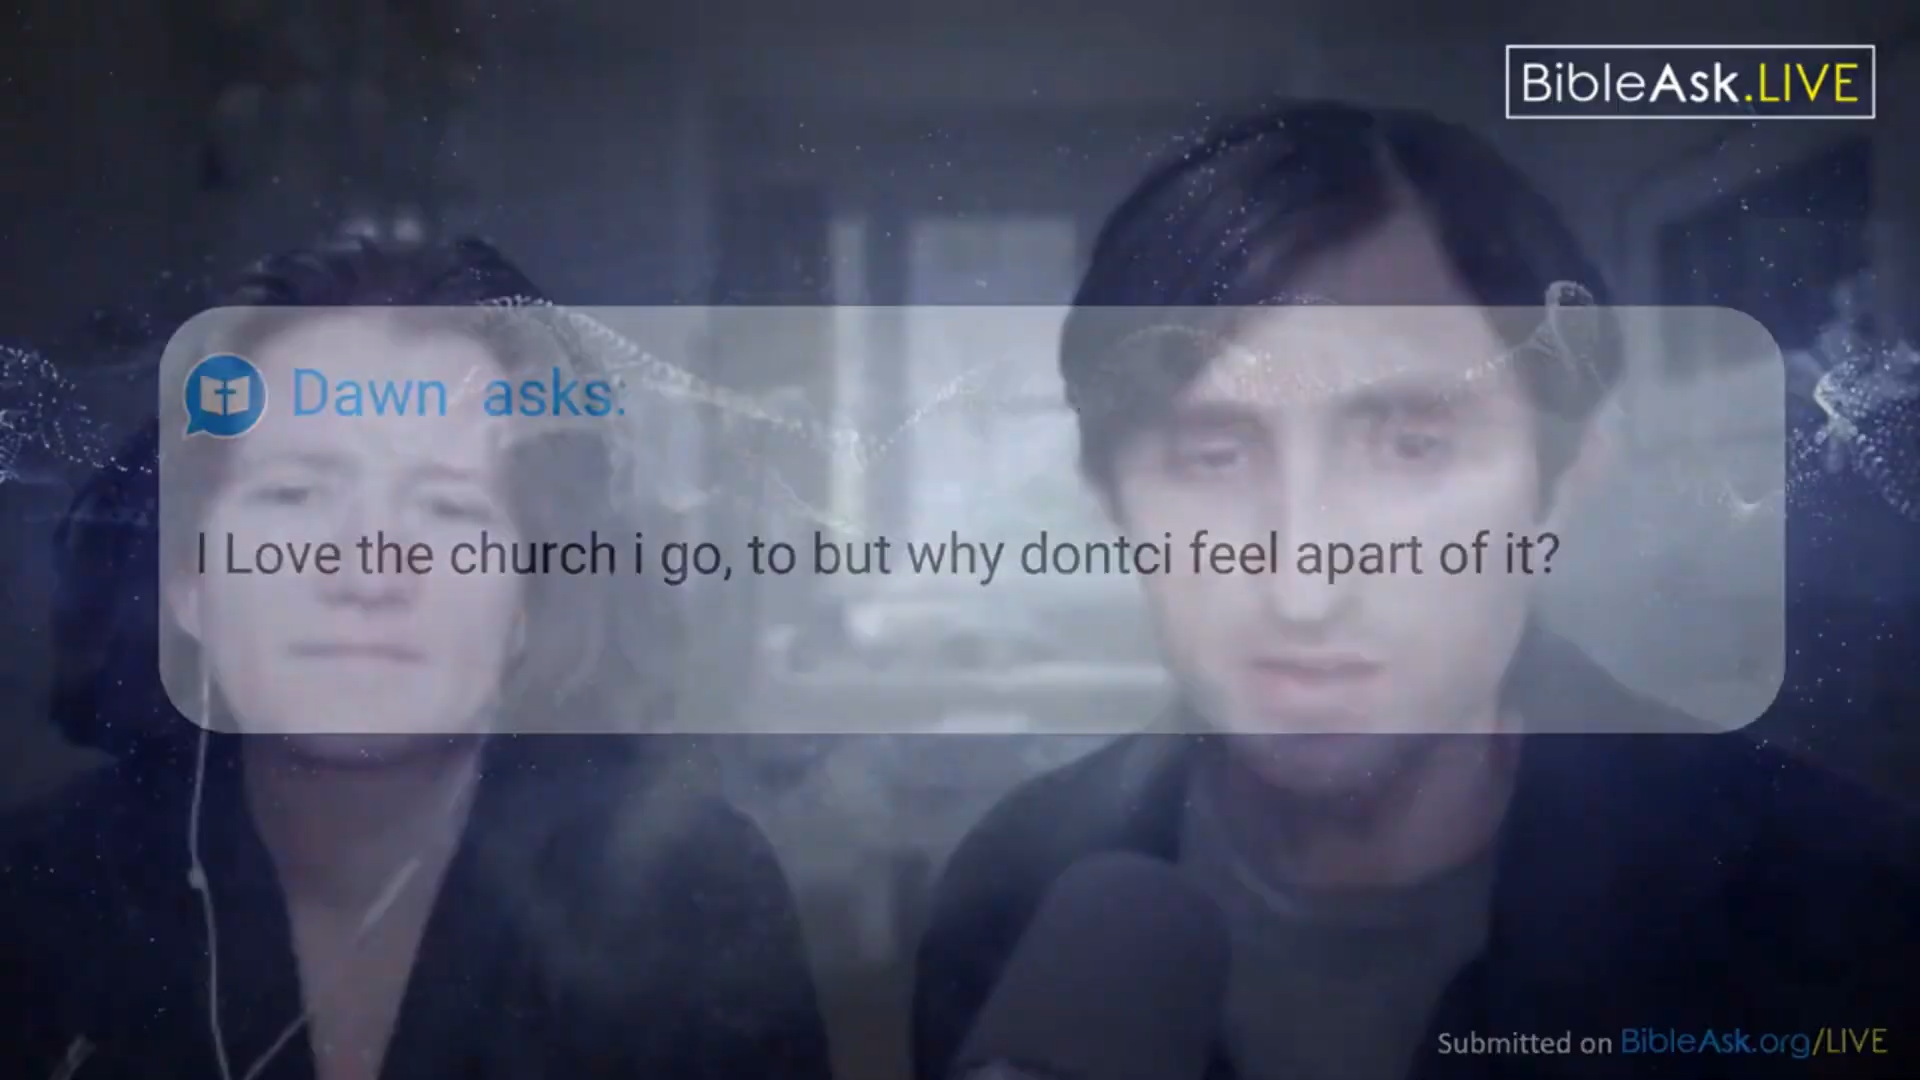 BibleAsk.LIVE
Dawn asks:
I Love the church i go, to but why dontci feel apart of it?
Submitted on BibleAsk.org/LIVE